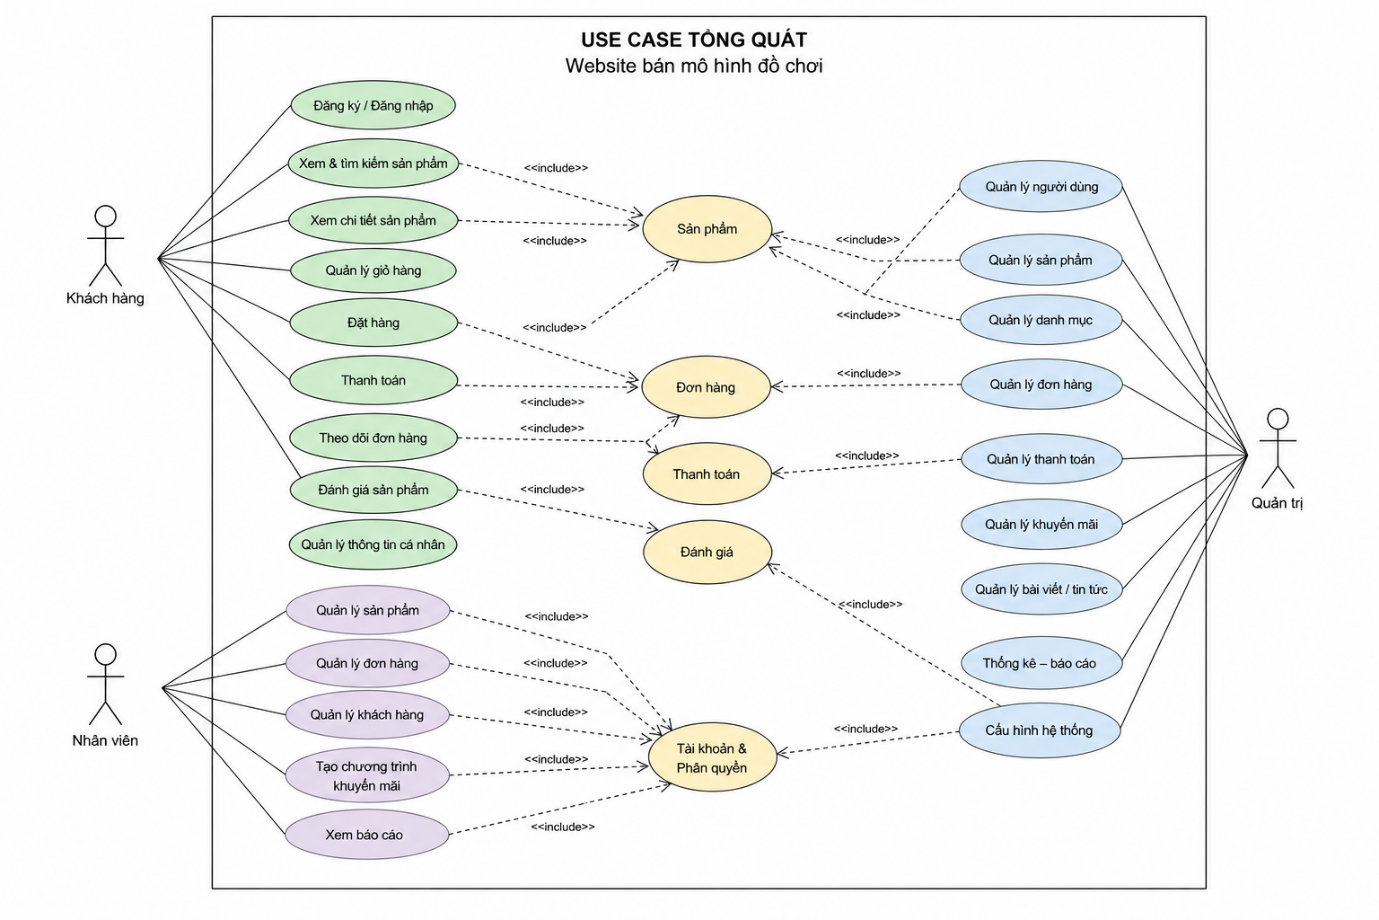 USE CASE TỔNG QUÁT
Website bán mô hình đồ chơi
Đăng ký / Đăng nhập
Xem & tìm kiếm sản phẩm
Xem chi tiết sản phẩm
Quản lý giỏ hàng
Đặt hàng
Thanh toán
Theo dõi đơn hàng
Đánh giá sản phẩm
Quản lý thông tin cá nhân
Khách hàng
<<include>>
<<include>>
<<include>>
<<include>>
<<include>>
<<include>>
Quản lý sản phẩm
Quản lý đơn hàng
Quản lý khách hàng
Tạo chương trình
khuyến mãi
Xem báo cáo
Nhân viên
<<include>>
<<include>>
<<include>>
<<include>>
<<include>>
Sản phẩm
Đơn hàng
Thanh toán
Đánh giá
Tài khoản &
Phân quyền
<<include>>
<<include>>
<<include>>
<<include>>
<<include>>
<<include>>
Quản lý người dùng
Quản lý sản phẩm
Quản lý danh mục
Quản lý đơn hàng
Quản lý thanh toán
Quản lý khuyến mãi
Quản lý bài viết / tin tức
Thống kê – báo cáo
Cấu hình hệ thống
Quản trị